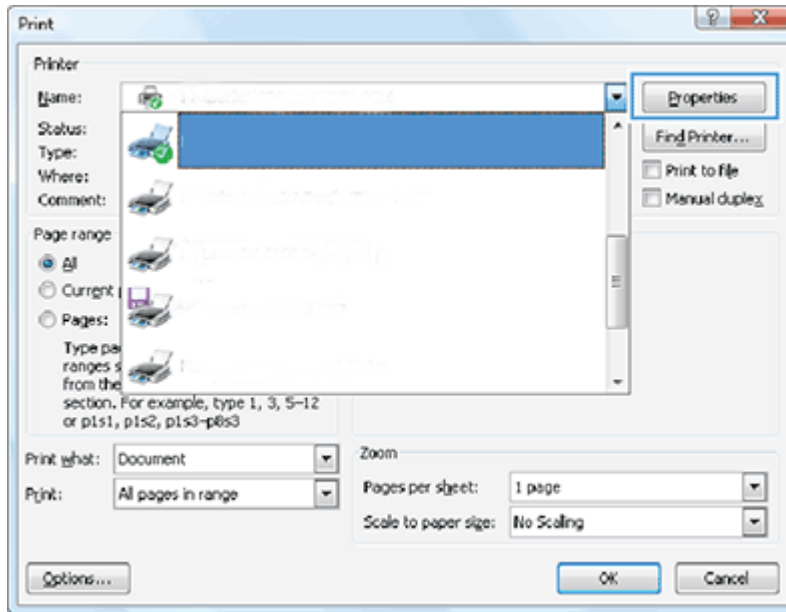 Print
Printer
Name:
Properties
Status:
Find Printer...
Type:
Print to file
Where:
Manual duplex
Comment:
Page range
All
Current
Pages:
Type
ranges
from the
section. For example, type 1, 3, 5–12
or p1s1, p1s2, p1s3–p8s3
Print what: Document
Print: All pages in range
Zoom
Pages per sheet: 1 page
Scale to paper size: No Scaling
Options...
OK
Cancel